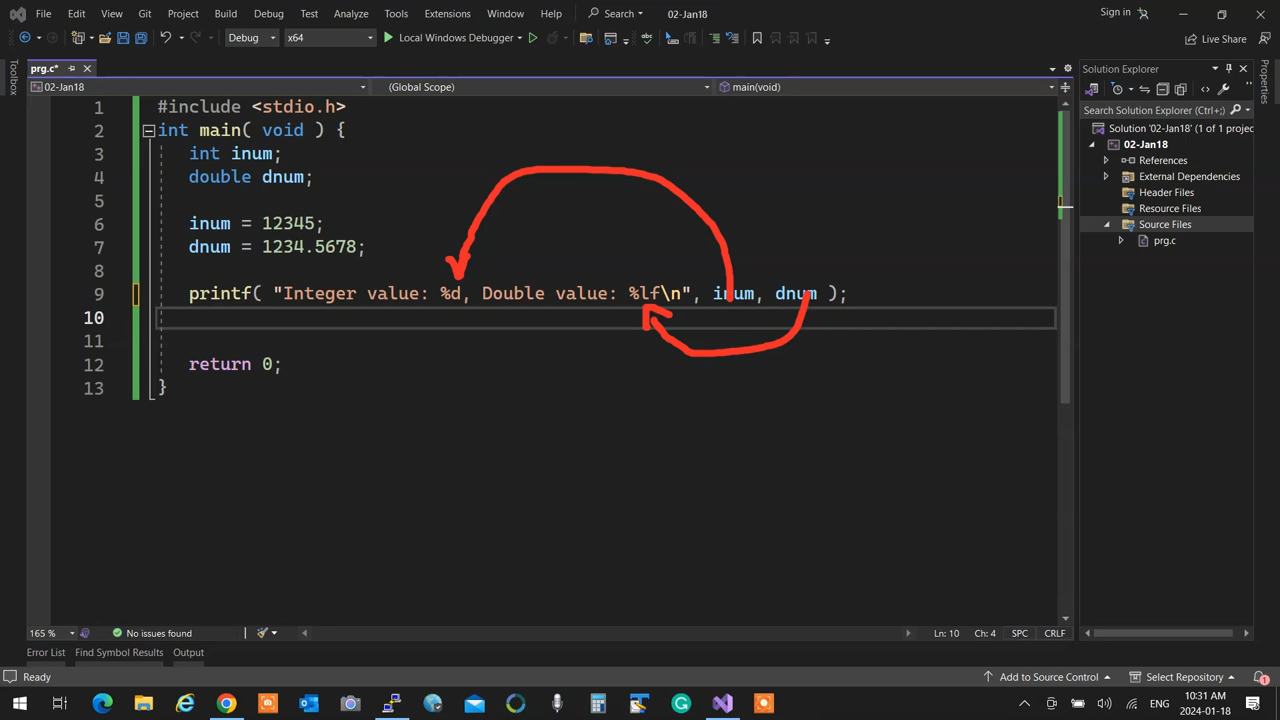 File Edit View Git Project Build Debug Test Analyze Tools Extensions Window Help Search 02-Jan18 Sign in
Debug x64 Local Windows Debugger Live Share
Toolbox
prg.c*
02-Jan18 (Global Scope) main(void)
1 #include <stdio.h>
2 int main( void ) {
3 int inum;
4 double dnum;
5
6 inum = 12345;
7 dnum = 1234.5678;
8
9 printf( "Integer value: %d, Double value: %lf\n", inum, dnum );
10
11
12 return 0;
13 }
Solution Explorer
Search Solution Explorer (Ctrl+;)
Solution '02-Jan18' (1 of 1 projec
02-Jan18
References
External Dependencies
Header Files
Resource Files
Source Files
prg.c
Properties
165 % No issues found Ln: 10 Ch: 4 SPC CRLF
Error List Find Symbol Results Output
Ready Add to Source Control Select Repository 1
ENG 10:31 AM
2024-01-18